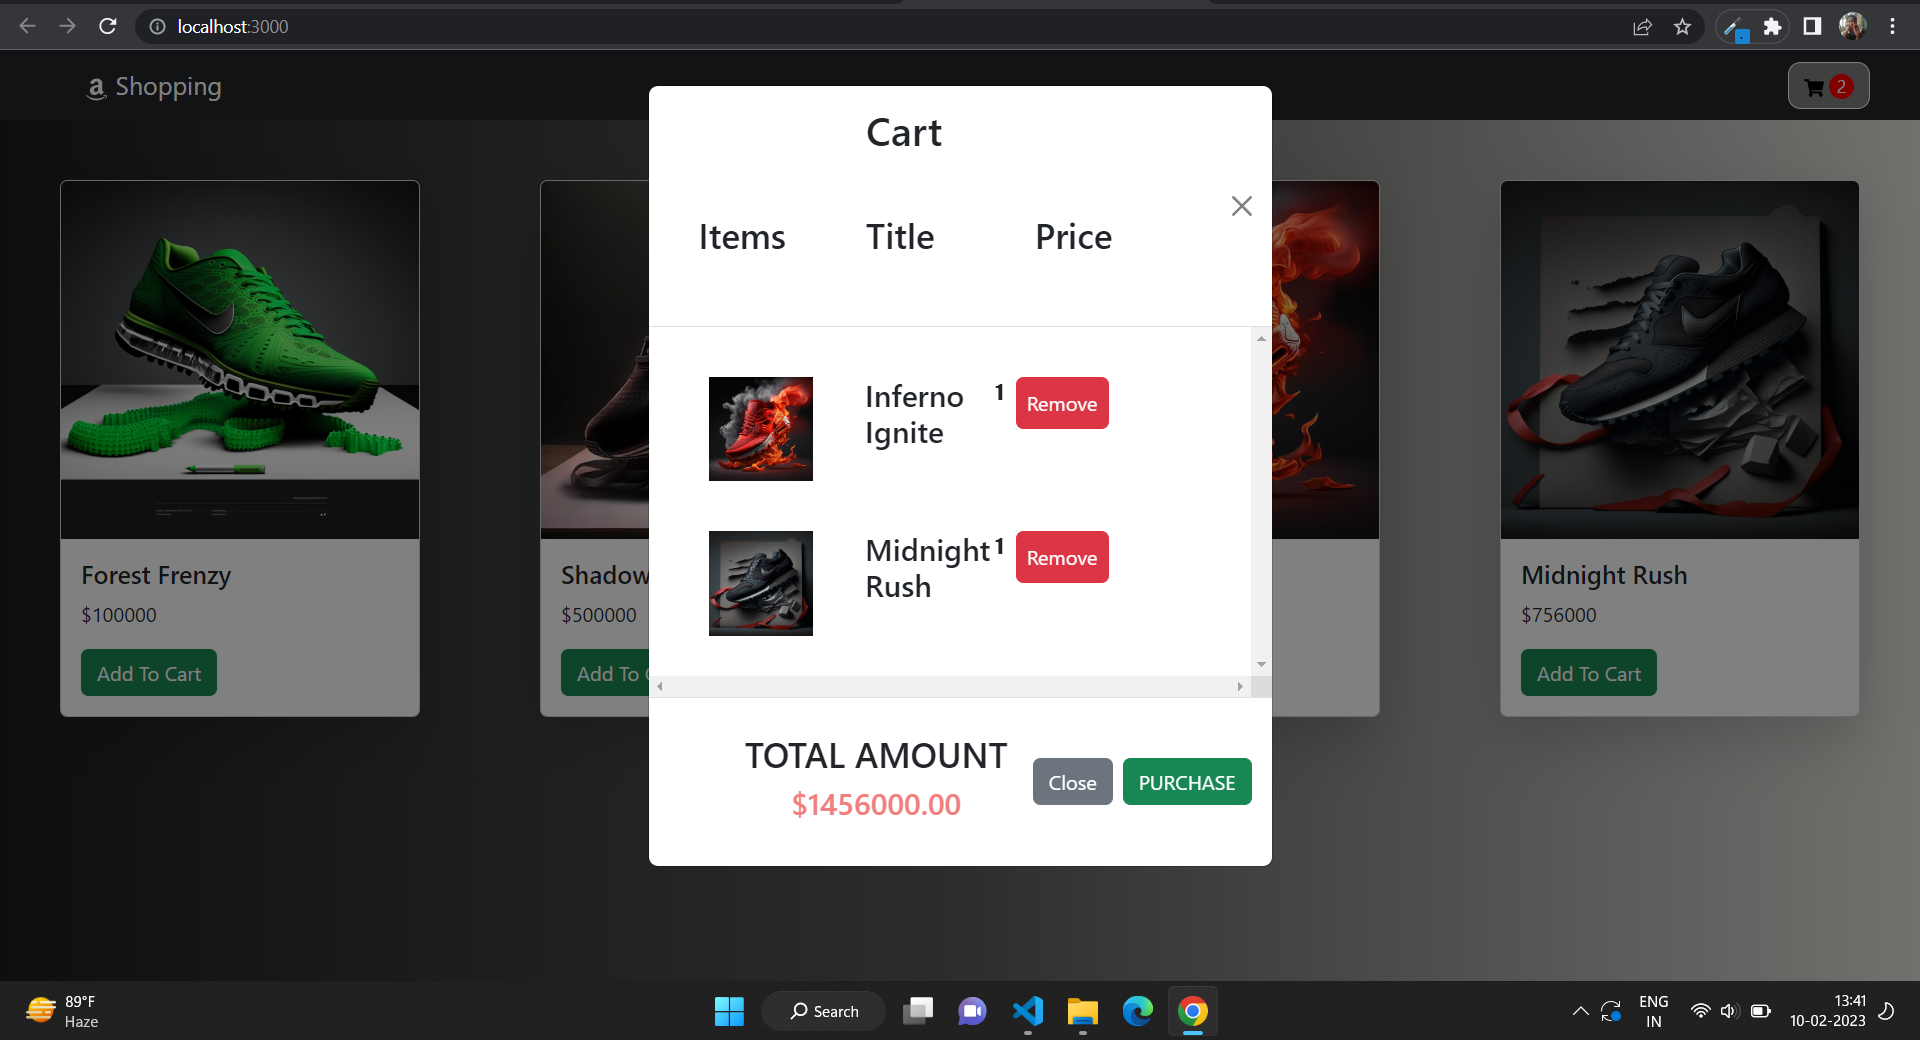 localhost:3000
a Shopping
2
Cart
Items Title Price
Inferno
Ignite
1
Remove
Midnight
Rush
1
Remove
TOTAL AMOUNT
$1456000.00
Close
PURCHASE
Forest Frenzy
$100000
Add To Cart
Shadow
$500000
Add To
Midnight Rush
$756000
Add To Cart
89°F
Haze
Search
ENG
IN
13:41
10-02-2023